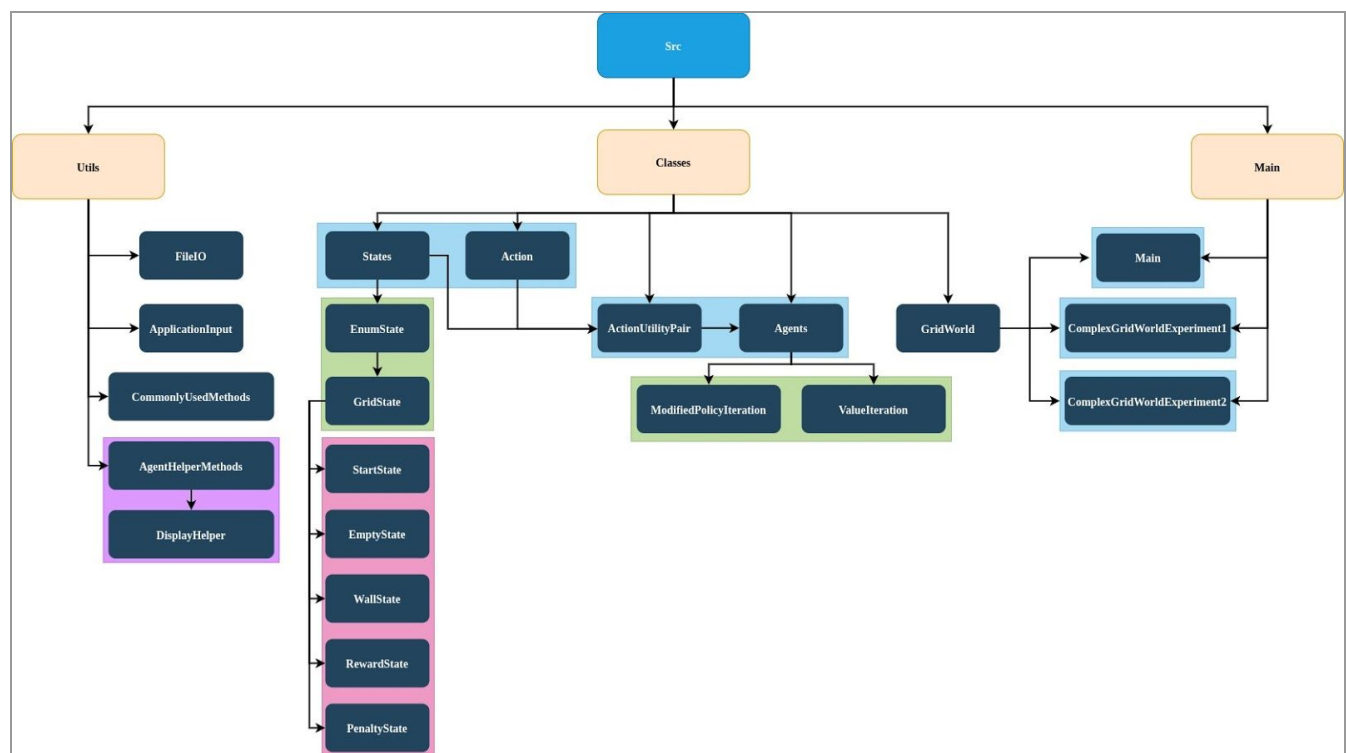 Src
Utils
Classes
Main
FileIO
States
Action
Main
ApplicationInput
EnumState
ActionUtilityPair
Agents
GridWorld
ComplexGridWorldExperiment1
CommonlyUsedMethods
GridState
ModifiedPolicyIteration
ValueIteration
ComplexGridWorldExperiment2
AgentHelperMethods
StartState
DisplayHelper
EmptyState
WallState
RewardState
PenaltyState